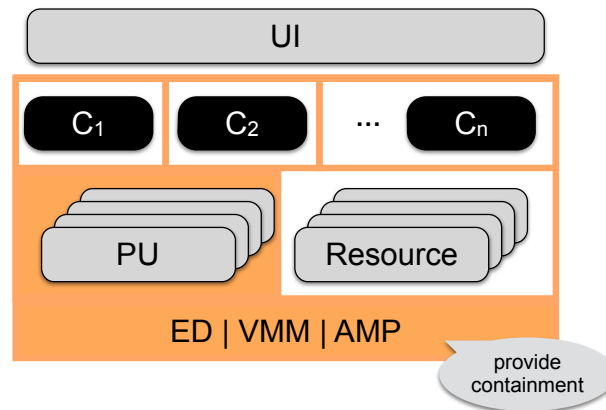 UI
C₁ C₂ ... Cₙ
PU Resource
ED | VMM | AMP
provide
containment